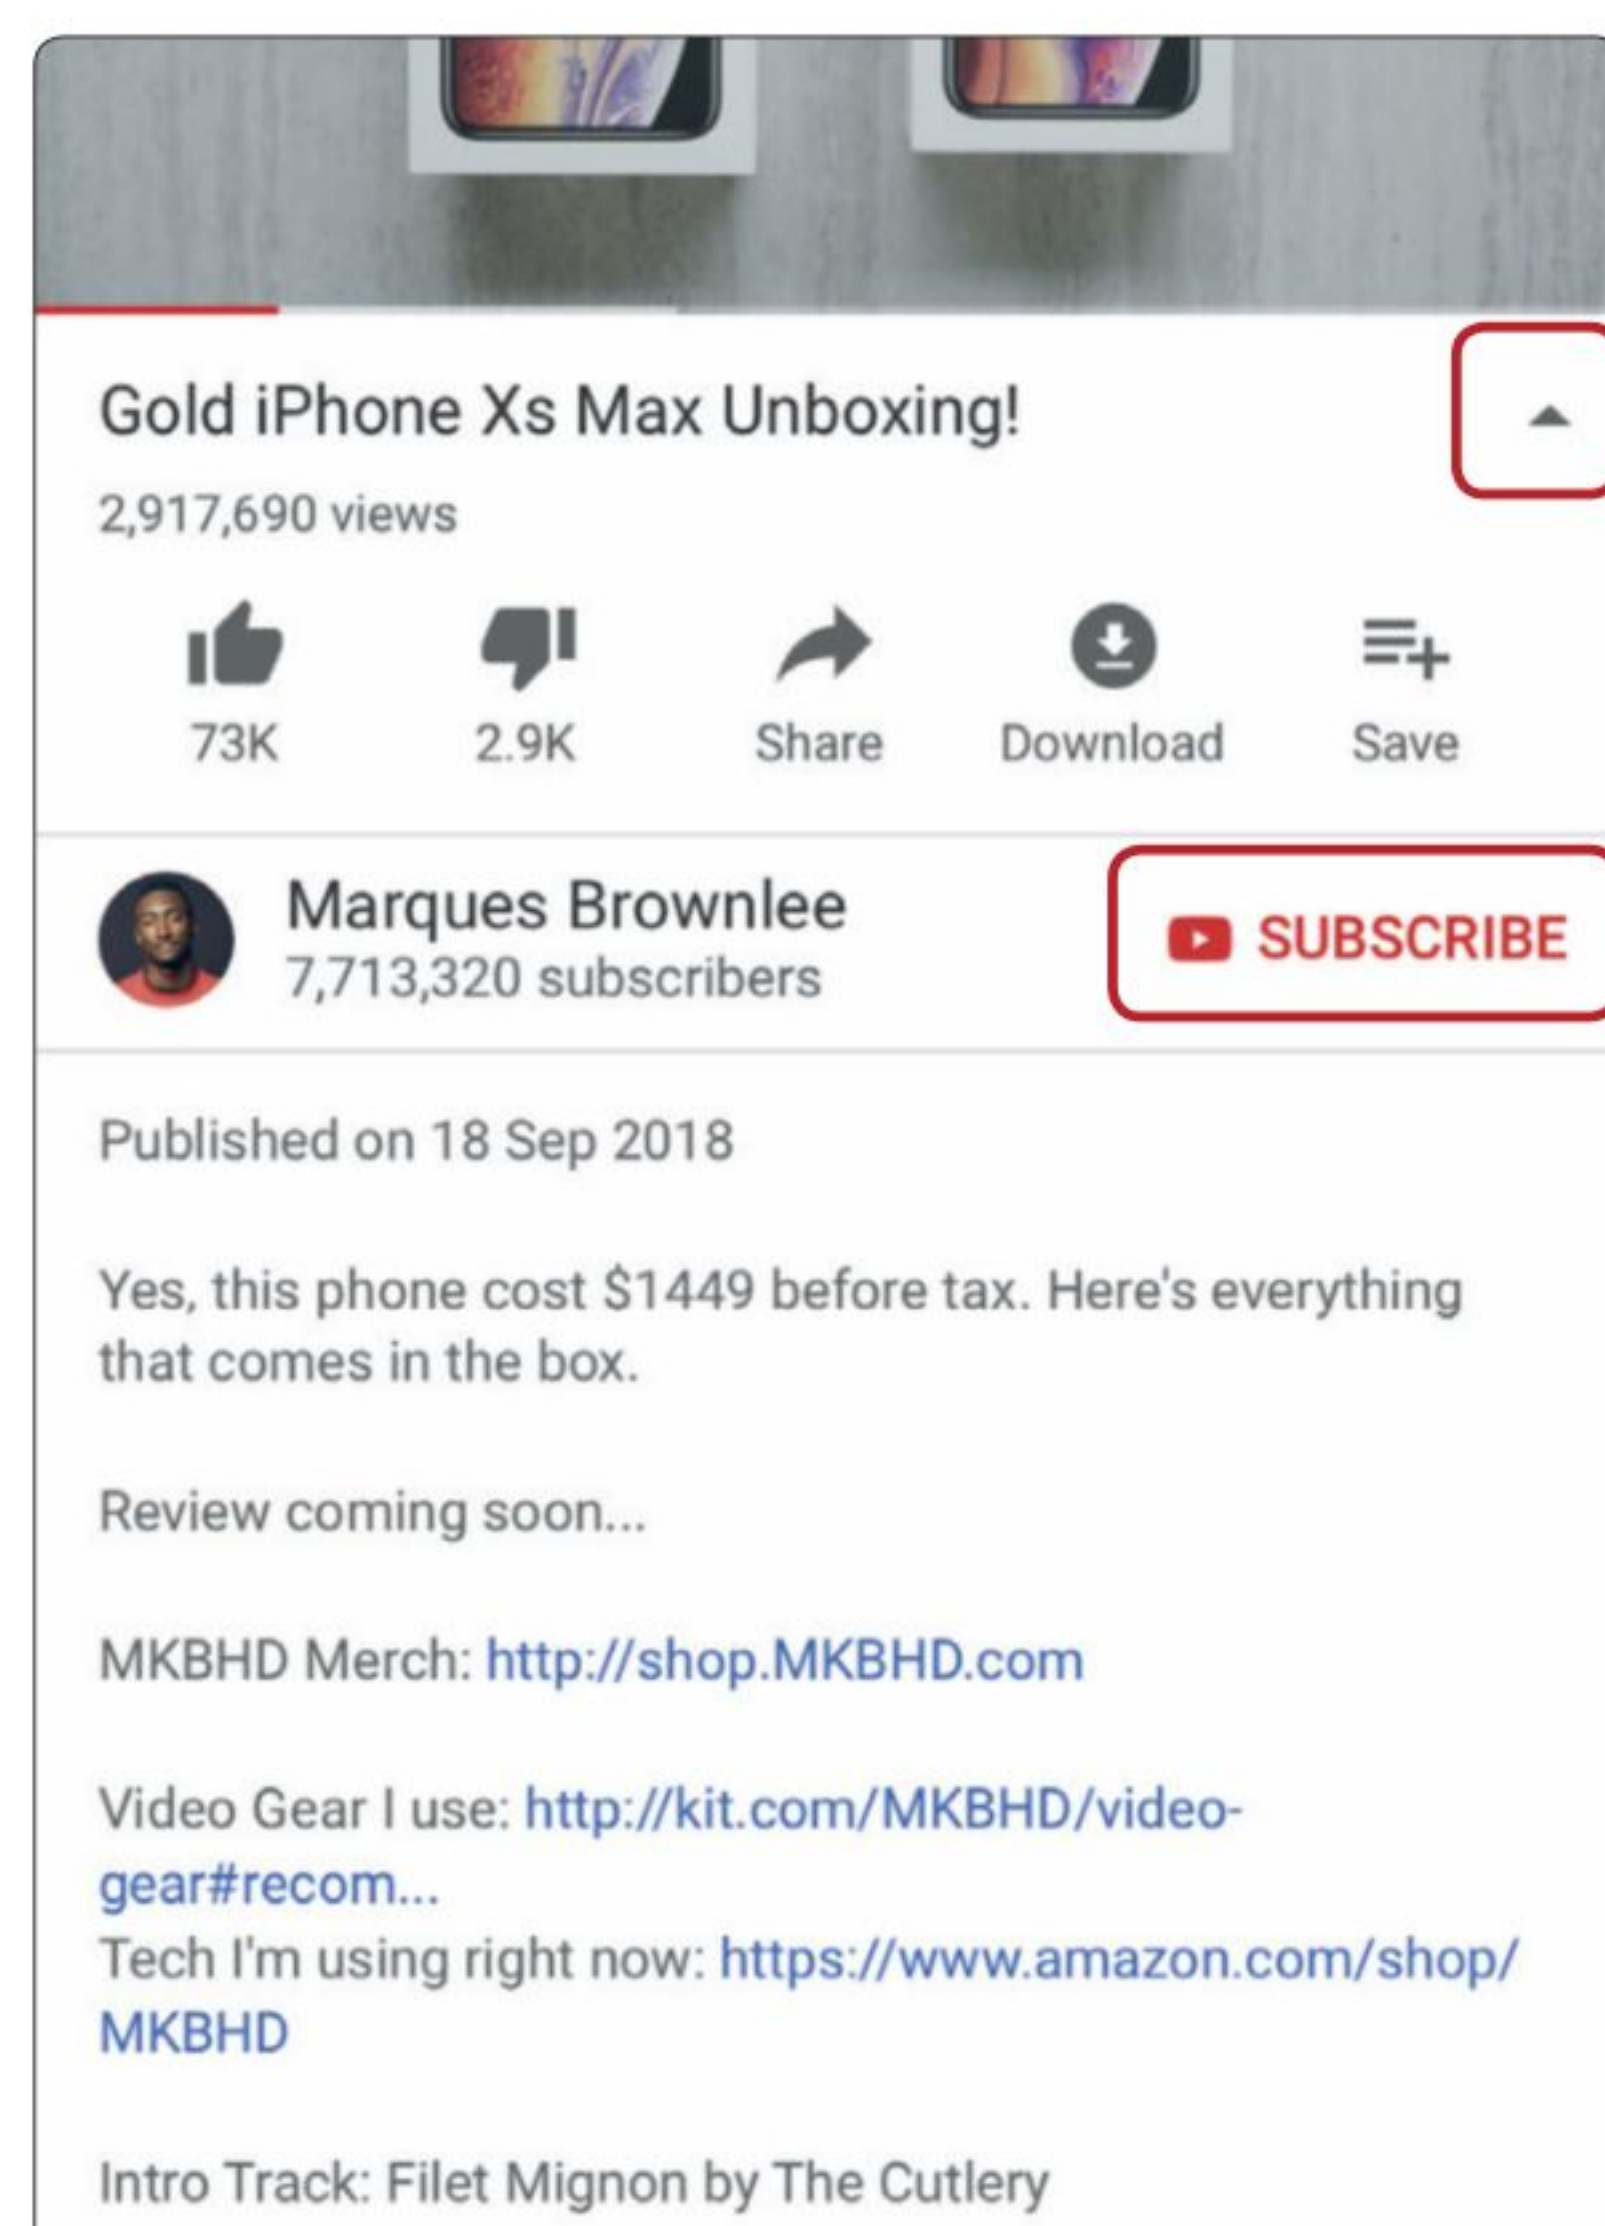 Gold iPhone Xs Max Unboxing!
2,917,690 views
73K 2.9K Share Download Save
Marques Brownlee
7,713,320 subscribers
SUBSCRIBE
Published on 18 Sep 2018
Yes, this phone cost $1449 before tax. Here's everything
that comes in the box.
Review coming soon...
MKBHD Merch: http://shop.MKBHD.com
Video Gear I use: http://kit.com/MKBHD/video-
gear#recom...
Tech I'm using right now: https://www.amazon.com/shop/
MKBHD
Intro Track: Filet Mignon by The Cutlery